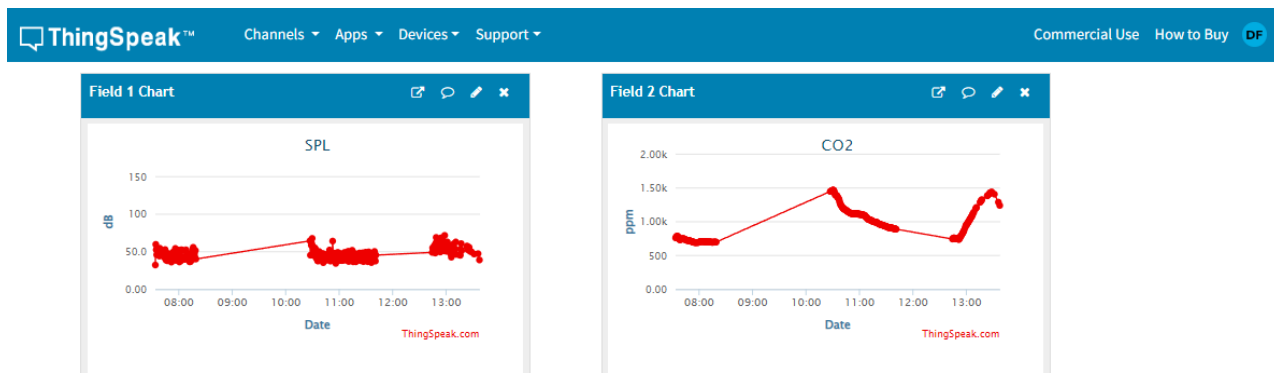 ThingSpeak™ Channels Apps Devices Support Commercial Use How to Buy DF
Field 1 Chart
SPL
150
100
50.0
0.00
dB
08:00 09:00 10:00 11:00 12:00 13:00
Date
ThingSpeak.com
Field 2 Chart
CO2
2.00k
1.50k
1.00k
500
0.00
ppm
08:00 09:00 10:00 11:00 12:00 13:00
Date
ThingSpeak.com